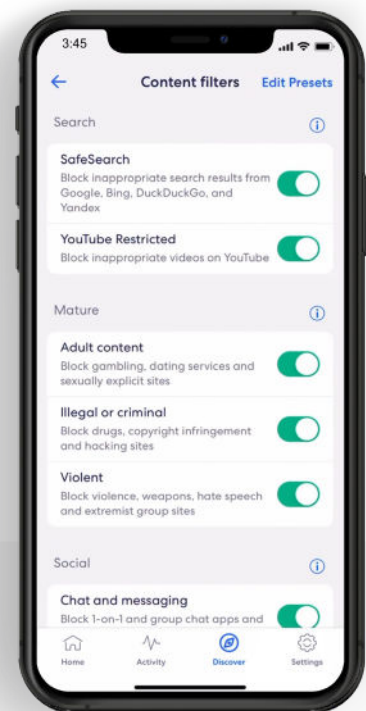 3:45
Content filters
Edit Presets
Search
SafeSearch
Block inappropriate search results from
Google, Bing, DuckDuckGo, and
Yandex
YouTube Restricted
Block inappropriate videos on YouTube
Mature
Adult content
Block gambling, dating services and
sexually explicit sites
Illegal or criminal
Block drugs, copyright infringement
and hacking sites
Violent
Block violence, weapons, hate speech
and extremist group sites
Social
Chat and messaging
Block 1-on-1 and group chat apps and
Home
Activity
Discover
Settings